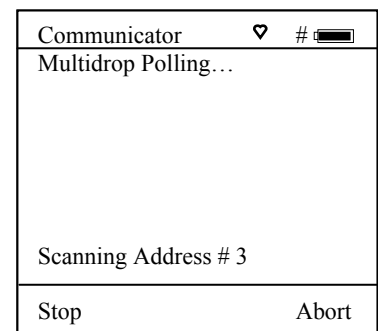 Communicator ♥ #
Multidrop Polling…
Scanning Address # 3
Stop Abort